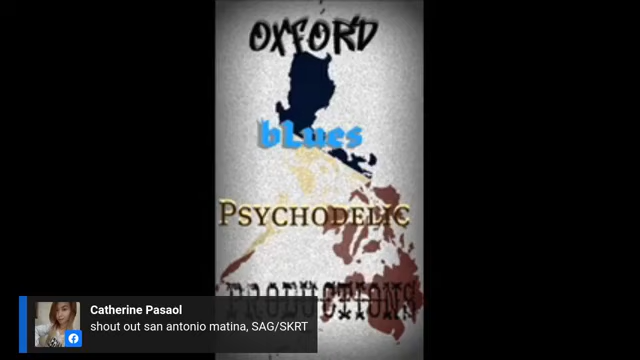 OXFORD
bLues
PSYCHODELIC
PRODUCTIONS
Catherine Pasaol
shout out san antonio matina, SAG/SKRT